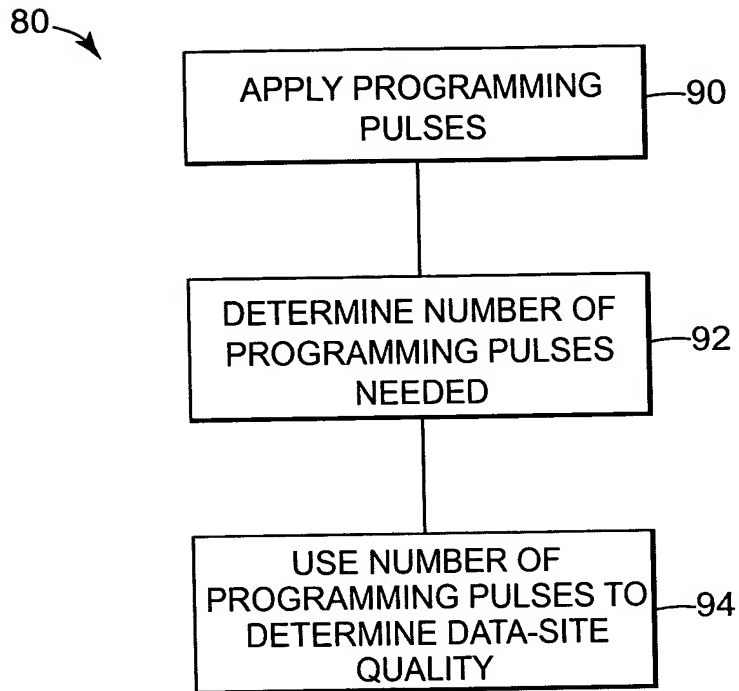 80
APPLY PROGRAMMING
PULSES
90
DETERMINE NUMBER OF
PROGRAMMING PULSES
NEEDED
92
USE NUMBER OF
PROGRAMMING PULSES TO
DETERMINE DATA-SITE
QUALITY
94